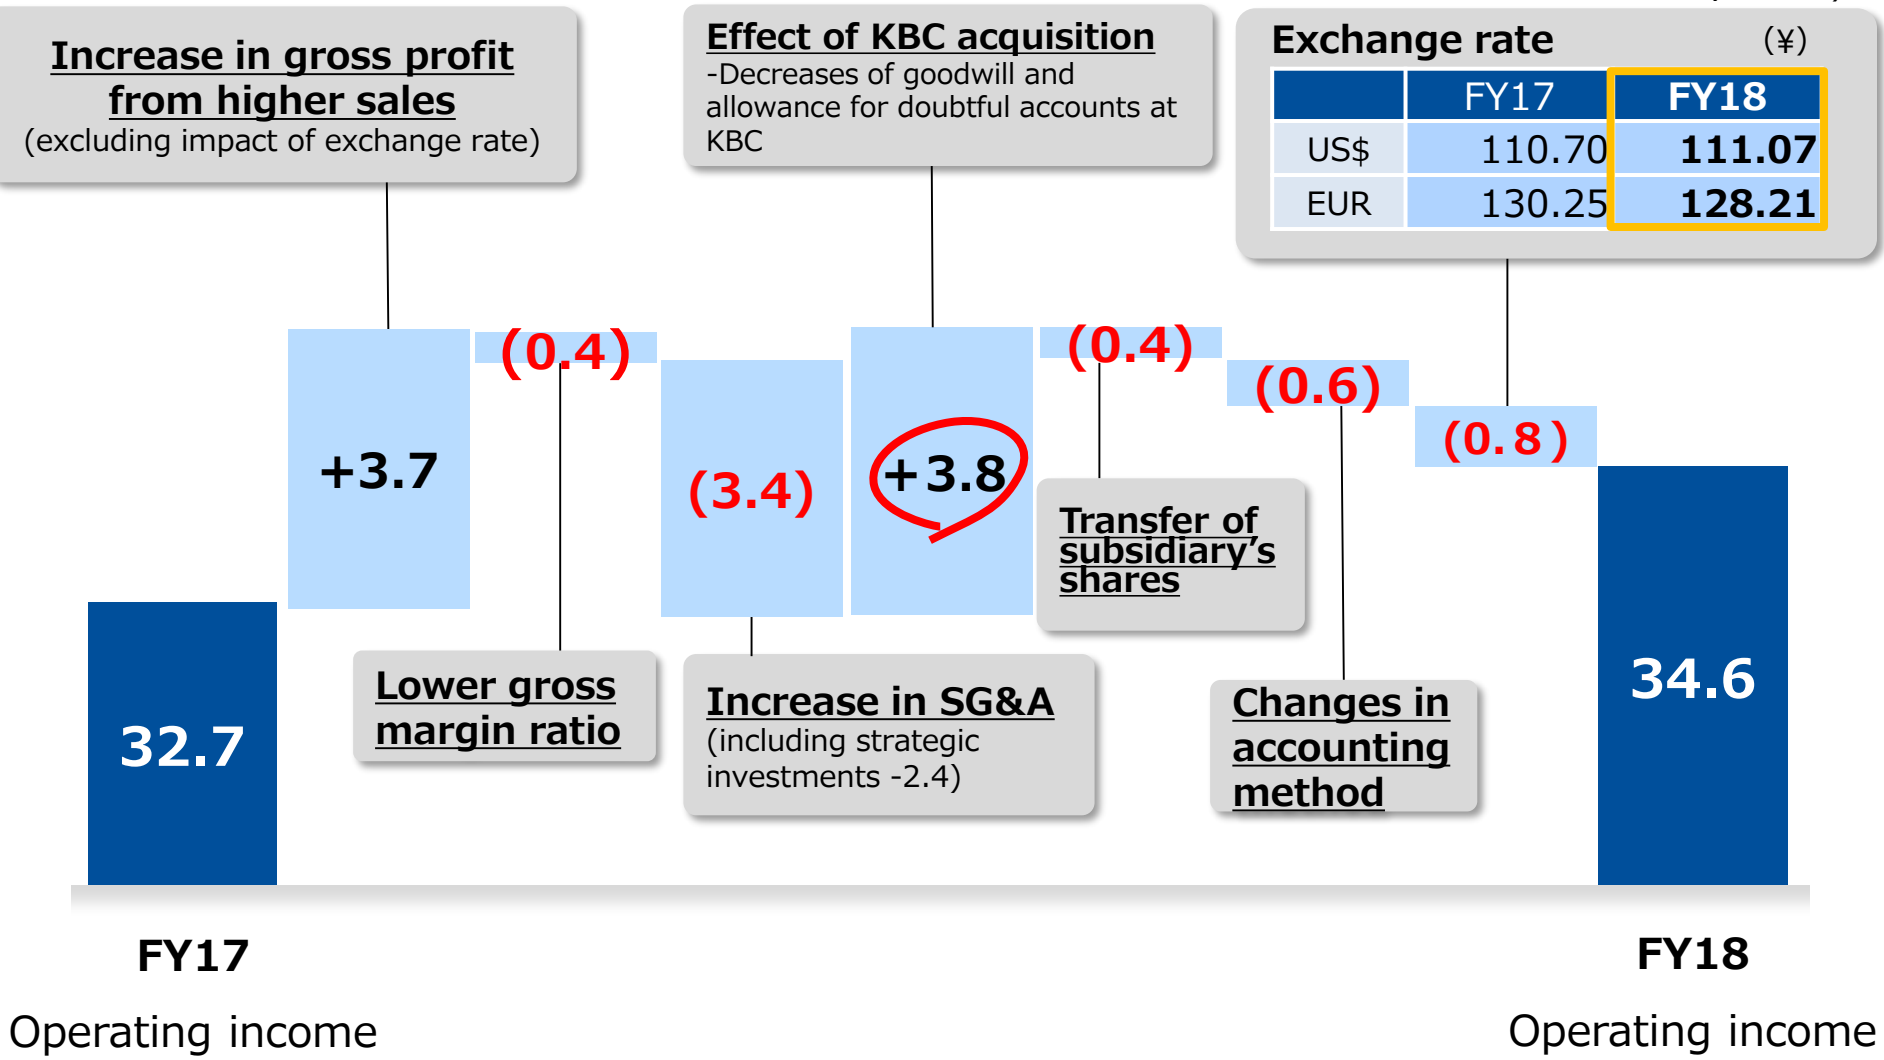 Increase in gross profit
from higher sales
(excluding impact of exchange rate)
Effect of KBC acquisition
-Decreases of goodwill and
allowance for doubtful accounts at
KBC
Exchange rate (¥)
FY17 FY18
US$ 110.70 111.07
EUR 130.25 128.21
+3.7
(0.4)
(3.4)
+3.8
(0.4)
(0.6)
(0.8)
32.7
34.6
Lower gross
margin ratio
Increase in SG&A
(including strategic
investments -2.4)
Transfer of
subsidiary's
shares
Changes in
accounting
method
FY17
Operating income
FY18
Operating income